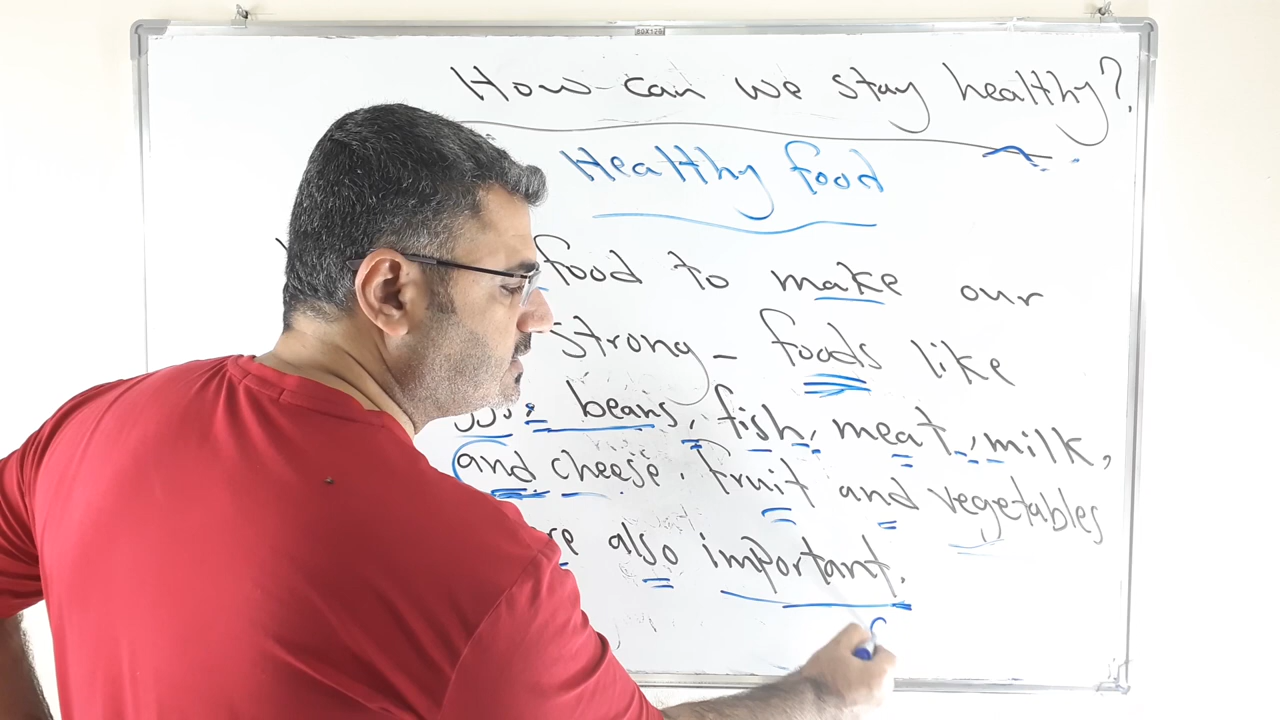 80X120
How can we stay healthy?
Healthy food
food to make our
strong - foods like
beans, fish, meat, milk,
and cheese. Fruit and vegetables
also important.